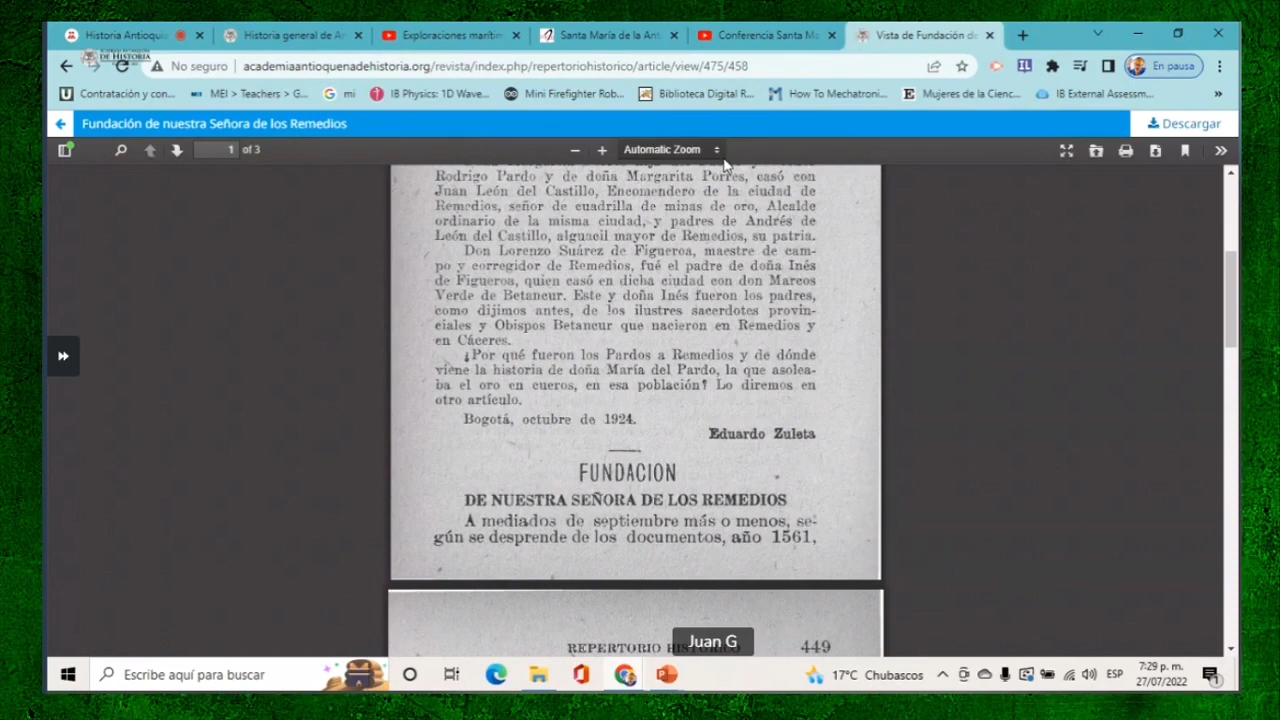 Historia Antioquia
Historia general de An
Exploraciones marítim
Santa María de la Ant
Conferencia Santa Ma
Vista de Fundación de
DE HISTORIA
No seguro
academiaantioquenadehistoria.org/revista/index.php/repertoriohistorico/article/view/475/458
En pausa
Contratación y con...
MEI > Teachers > G...
mi
IB Physics: 1D Wave...
Mini Firefighter Rob...
Biblioteca Digital R...
How To Mechatroni...
Mujeres de la Cienc...
IB External Assessm...
Fundación de nuestra Señora de los Remedios
Descargar
1 of 3
Automatic Zoom
Rodrigo Pardo y de doña Margarita Porres, casó con
Juan León del Castillo, Encomendero de la ciudad de
Remedios, señor de cuadrilla de minas de oro, Alcalde
ordinario de la misma ciudad, y padres de Andrés de
León del Castillo, alguacil mayor de Remedios, su patria.
Don Lorenzo Suárez de Figueroa, maestre de cam-
po y corregidor de Remedios, fué el padre de doña Inés
de Figueroa, quien casó en dicha ciudad con don Marcos
Verde de Betancur. Este y doña Inés fueron los padres,
como dijimos antes, de los ilustres sacerdotes provin-
ciales y Obispos Betancur que nacieron en Remedios y
en Cáceres.
¿Por qué fueron los Pardos a Remedios y de dónde
viene la historia de doña María del Pardo, la que asolea-
ba el oro en cueros, en esa población? Lo diremos en
otro artículo.
Bogotá, octubre de 1924.
Eduardo Zuleta
FUNDACION
DE NUESTRA SEÑORA DE LOS REMEDIOS
A mediados de septiembre más o menos, se-
gún se desprende de los documentos, año 1561,
REPERTORIO
449
Juan G
Escribe aquí para buscar
17°C Chubascos
ESP
7:29 p. m.
27/07/2022